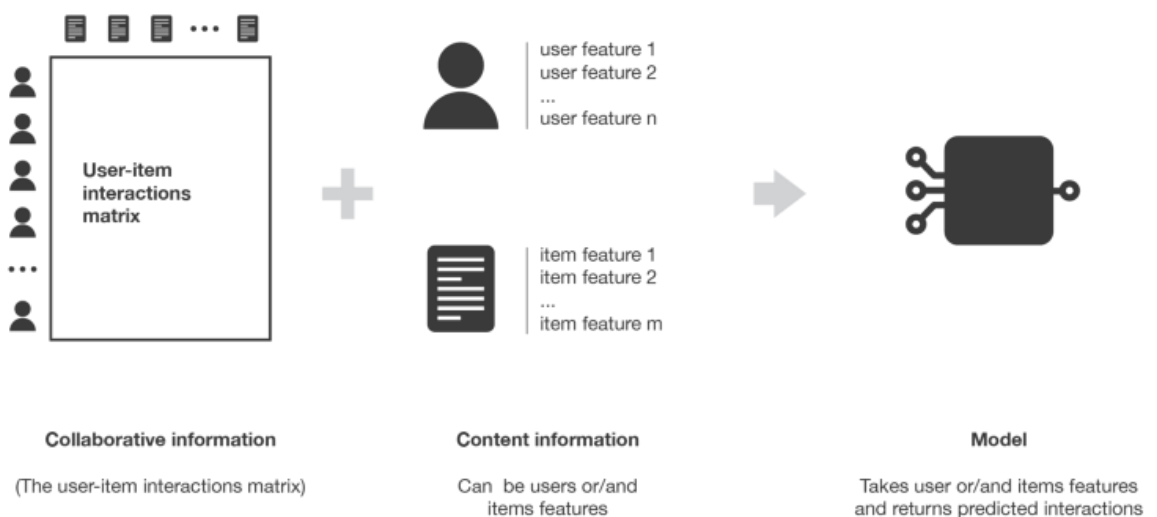 User-item
interactions
matrix
user feature 1
user feature 2
...
user feature n
item feature 1
item feature 2
...
item feature m
Collaborative information
(The user-item interactions matrix)
Content information
Can be users or/and
items features
Model
Takes user or/and items features
and returns predicted interactions